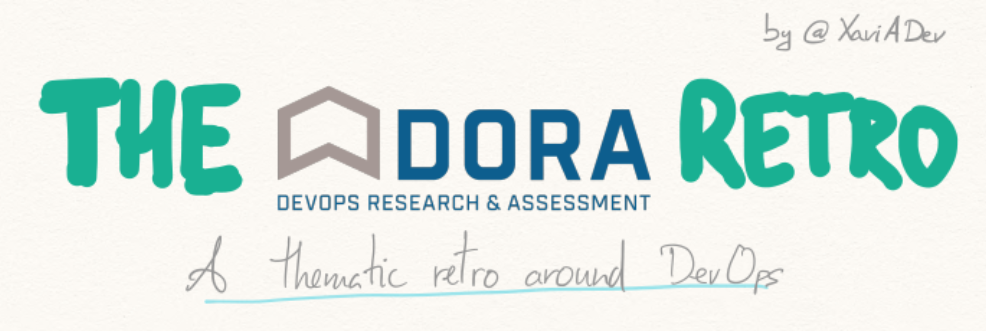 by @XaviADev
THE DORA RETRO
DEVOPS RESEARCH & ASSESSMENT
A thematic retro around DevOps